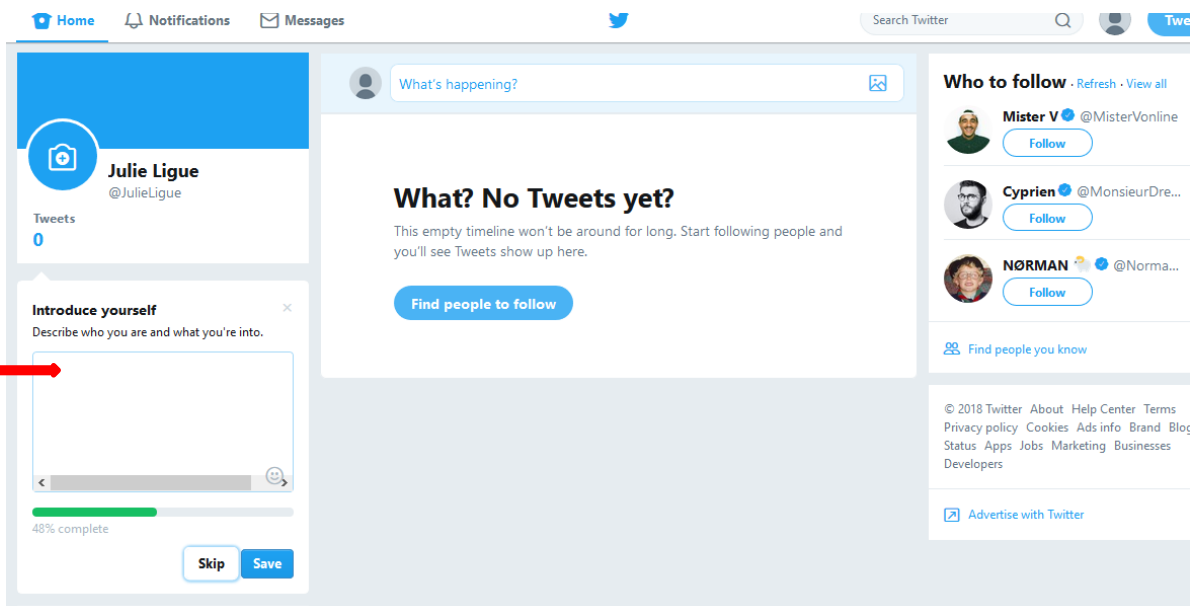 Home Notifications Messages Search Twitter Twe
Julie Ligue
@JulieLigue
Tweets
0
Introduce yourself ×
Describe who you are and what you're into.
48% complete
Skip Save
What's happening?
What? No Tweets yet?
This empty timeline won't be around for long. Start following people and
you'll see Tweets show up here.
Find people to follow
Who to follow · Refresh · View all
Mister V @MisterVonline
Follow
Cyprien @MonsieurDre...
Follow
NØRMAN @Norma...
Follow
Find people you know
© 2018 Twitter About Help Center Terms
Privacy policy Cookies Ads info Brand Blog
Status Apps Jobs Marketing Businesses
Developers
Advertise with Twitter